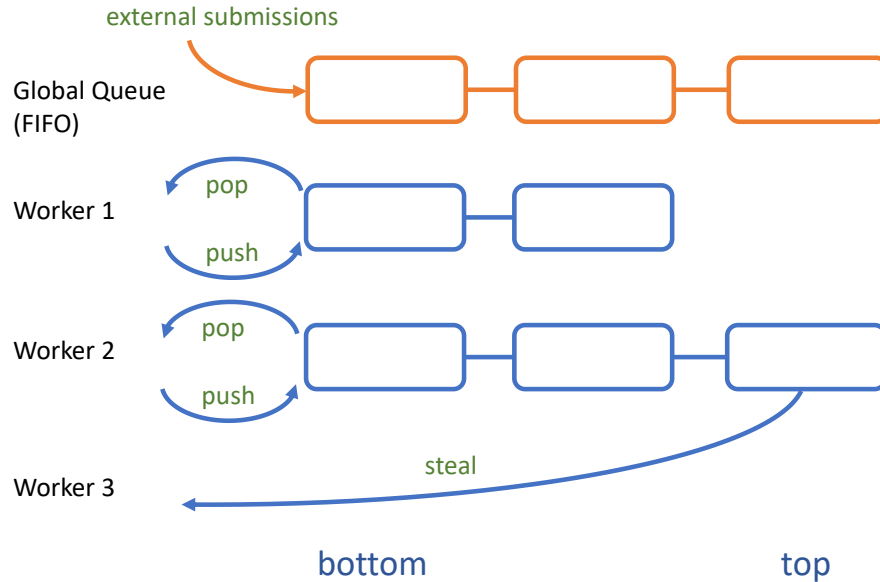 external submissions
Global Queue
(FIFO)
pop
Worker 1
push
pop
Worker 2
push
steal
Worker 3
bottom
top